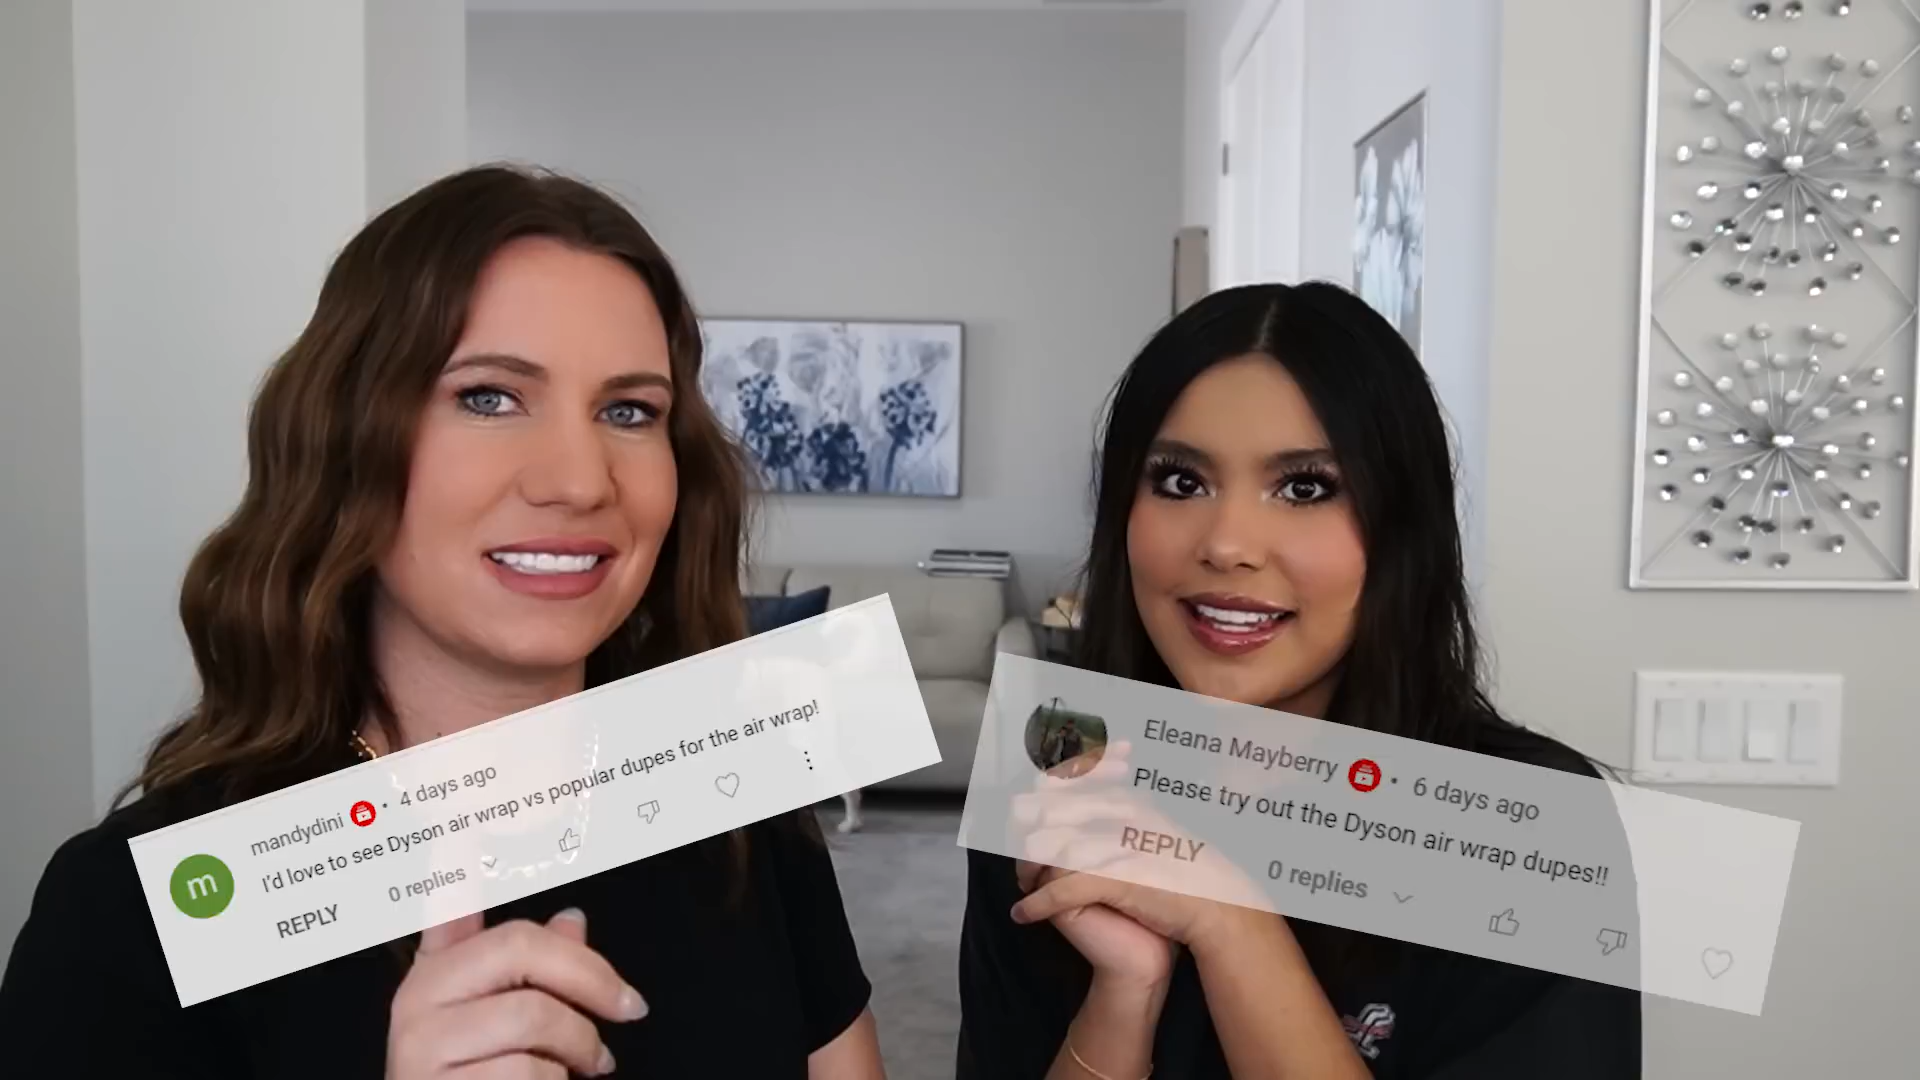 m
mandydini • 4 days ago
I'd love to see Dyson air wrap vs popular dupes for the air wrap!
REPLY 0 replies
Eleana Mayberry • 6 days ago
Please try out the Dyson air wrap dupes!!
REPLY 0 replies